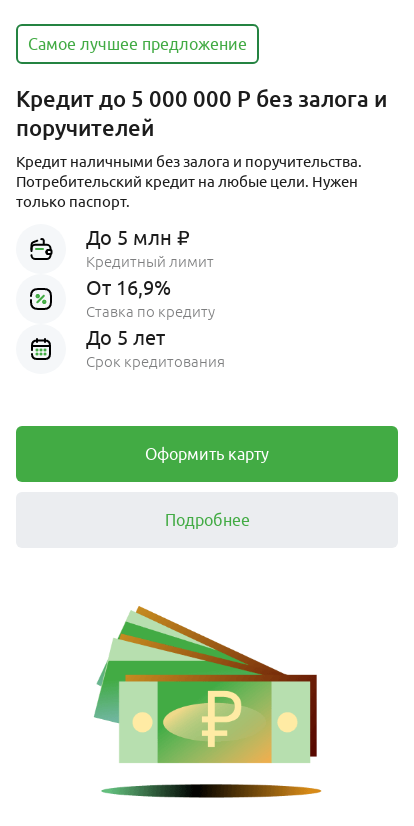 Самое лучшее предложение
Кредит до 5 000 000 Р без залога и
поручителей
Кредит наличными без залога и поручительства.
Потребительский кредит на любые цели. Нужен
только паспорт.
До 5 млн ₽
Кредитный лимит
От 16,9%
Ставка по кредиту
До 5 лет
Срок кредитования
Оформить карту
Подробнее
₽